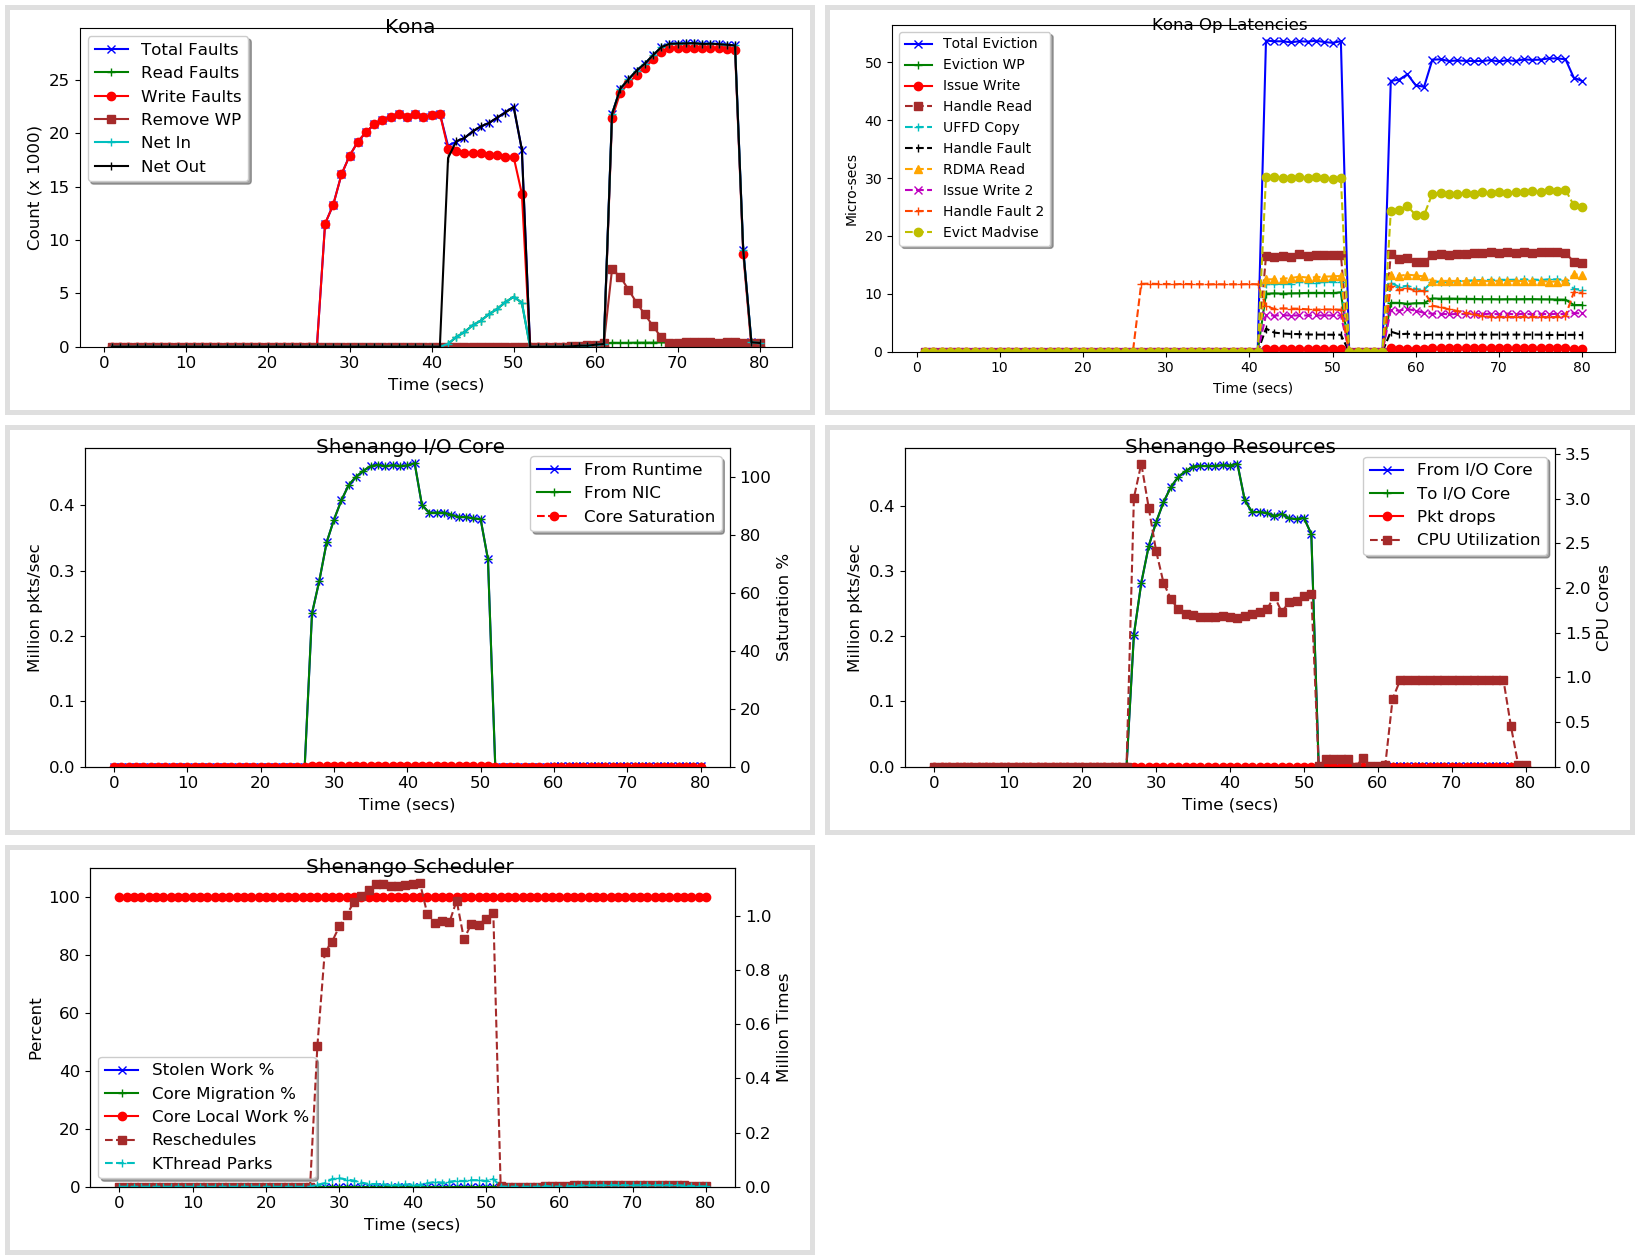 Kona
Total Faults
Read Faults
Write Faults
Remove WP
Net In
Net Out
Count (x 1000)
0
5
10
15
20
25
0 10 20 30 40 50 60 70 80
Time (secs)
Kona Op Latencies
Total Eviction
Eviction WP
Issue Write
Handle Read
UFFD Copy
Handle Fault
RDMA Read
Issue Write 2
Handle Fault 2
Evict Madvise
Micro-secs
0
10
20
30
40
50
0 10 20 30 40 50 60 70 80
Time (secs)
Shenango I/O Core
From Runtime
From NIC
Core Saturation
Million pkts/sec
0.0
0.1
0.2
0.3
0.4
Saturation %
0
20
40
60
80
100
0 10 20 30 40 50 60 70 80
Time (secs)
Shenango Resources
From I/O Core
To I/O Core
Pkt drops
CPU Utilization
Million pkts/sec
0.0
0.1
0.2
0.3
0.4
CPU Cores
0.0
0.5
1.0
1.5
2.0
2.5
3.0
3.5
0 10 20 30 40 50 60 70 80
Time (secs)
Shenango Scheduler
Stolen Work %
Core Migration %
Core Local Work %
Reschedules
KThread Parks
Percent
0
20
40
60
80
100
Million Times
0.0
0.2
0.4
0.6
0.8
1.0
0 10 20 30 40 50 60 70 80
Time (secs)